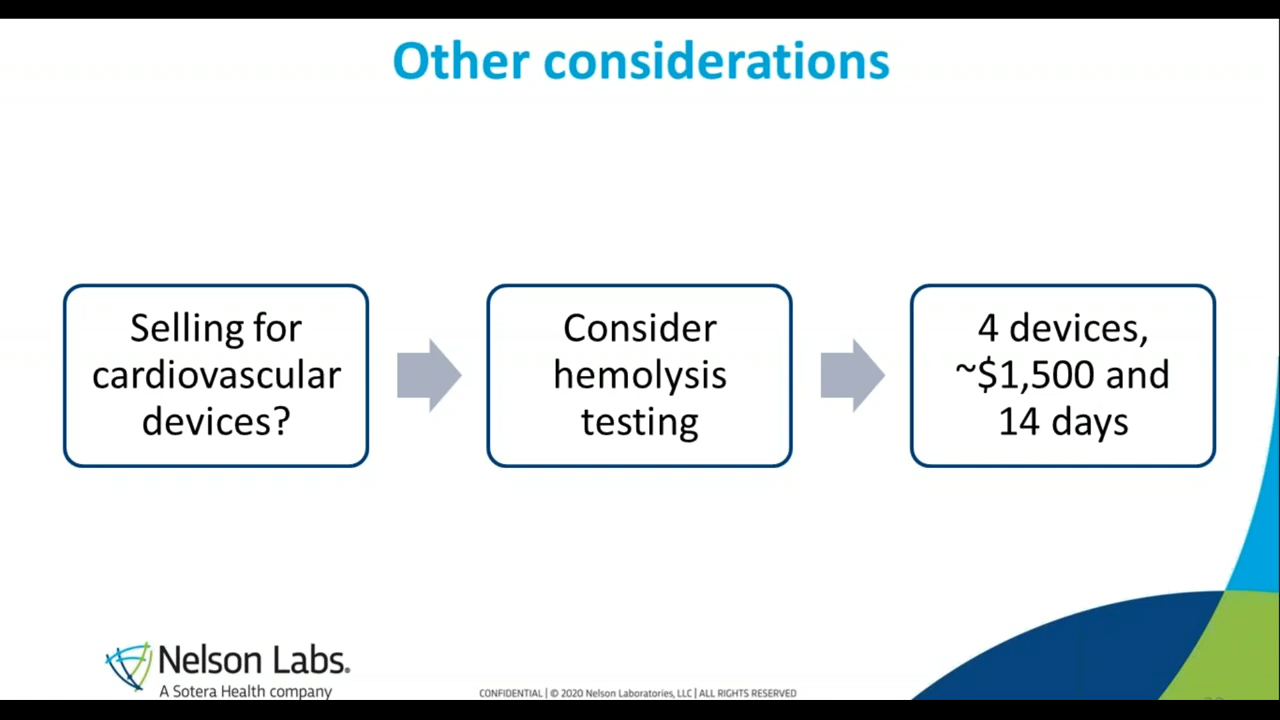 Other considerations
Selling for
cardiovascular
devices?
Consider
hemolysis
testing
4 devices,
~$1,500 and
14 days
Nelson Labs.
A Sotera Health company
CONFIDENTIAL | © 2020 Nelson Laboratories, LLC | ALL RIGHTS RESERVED